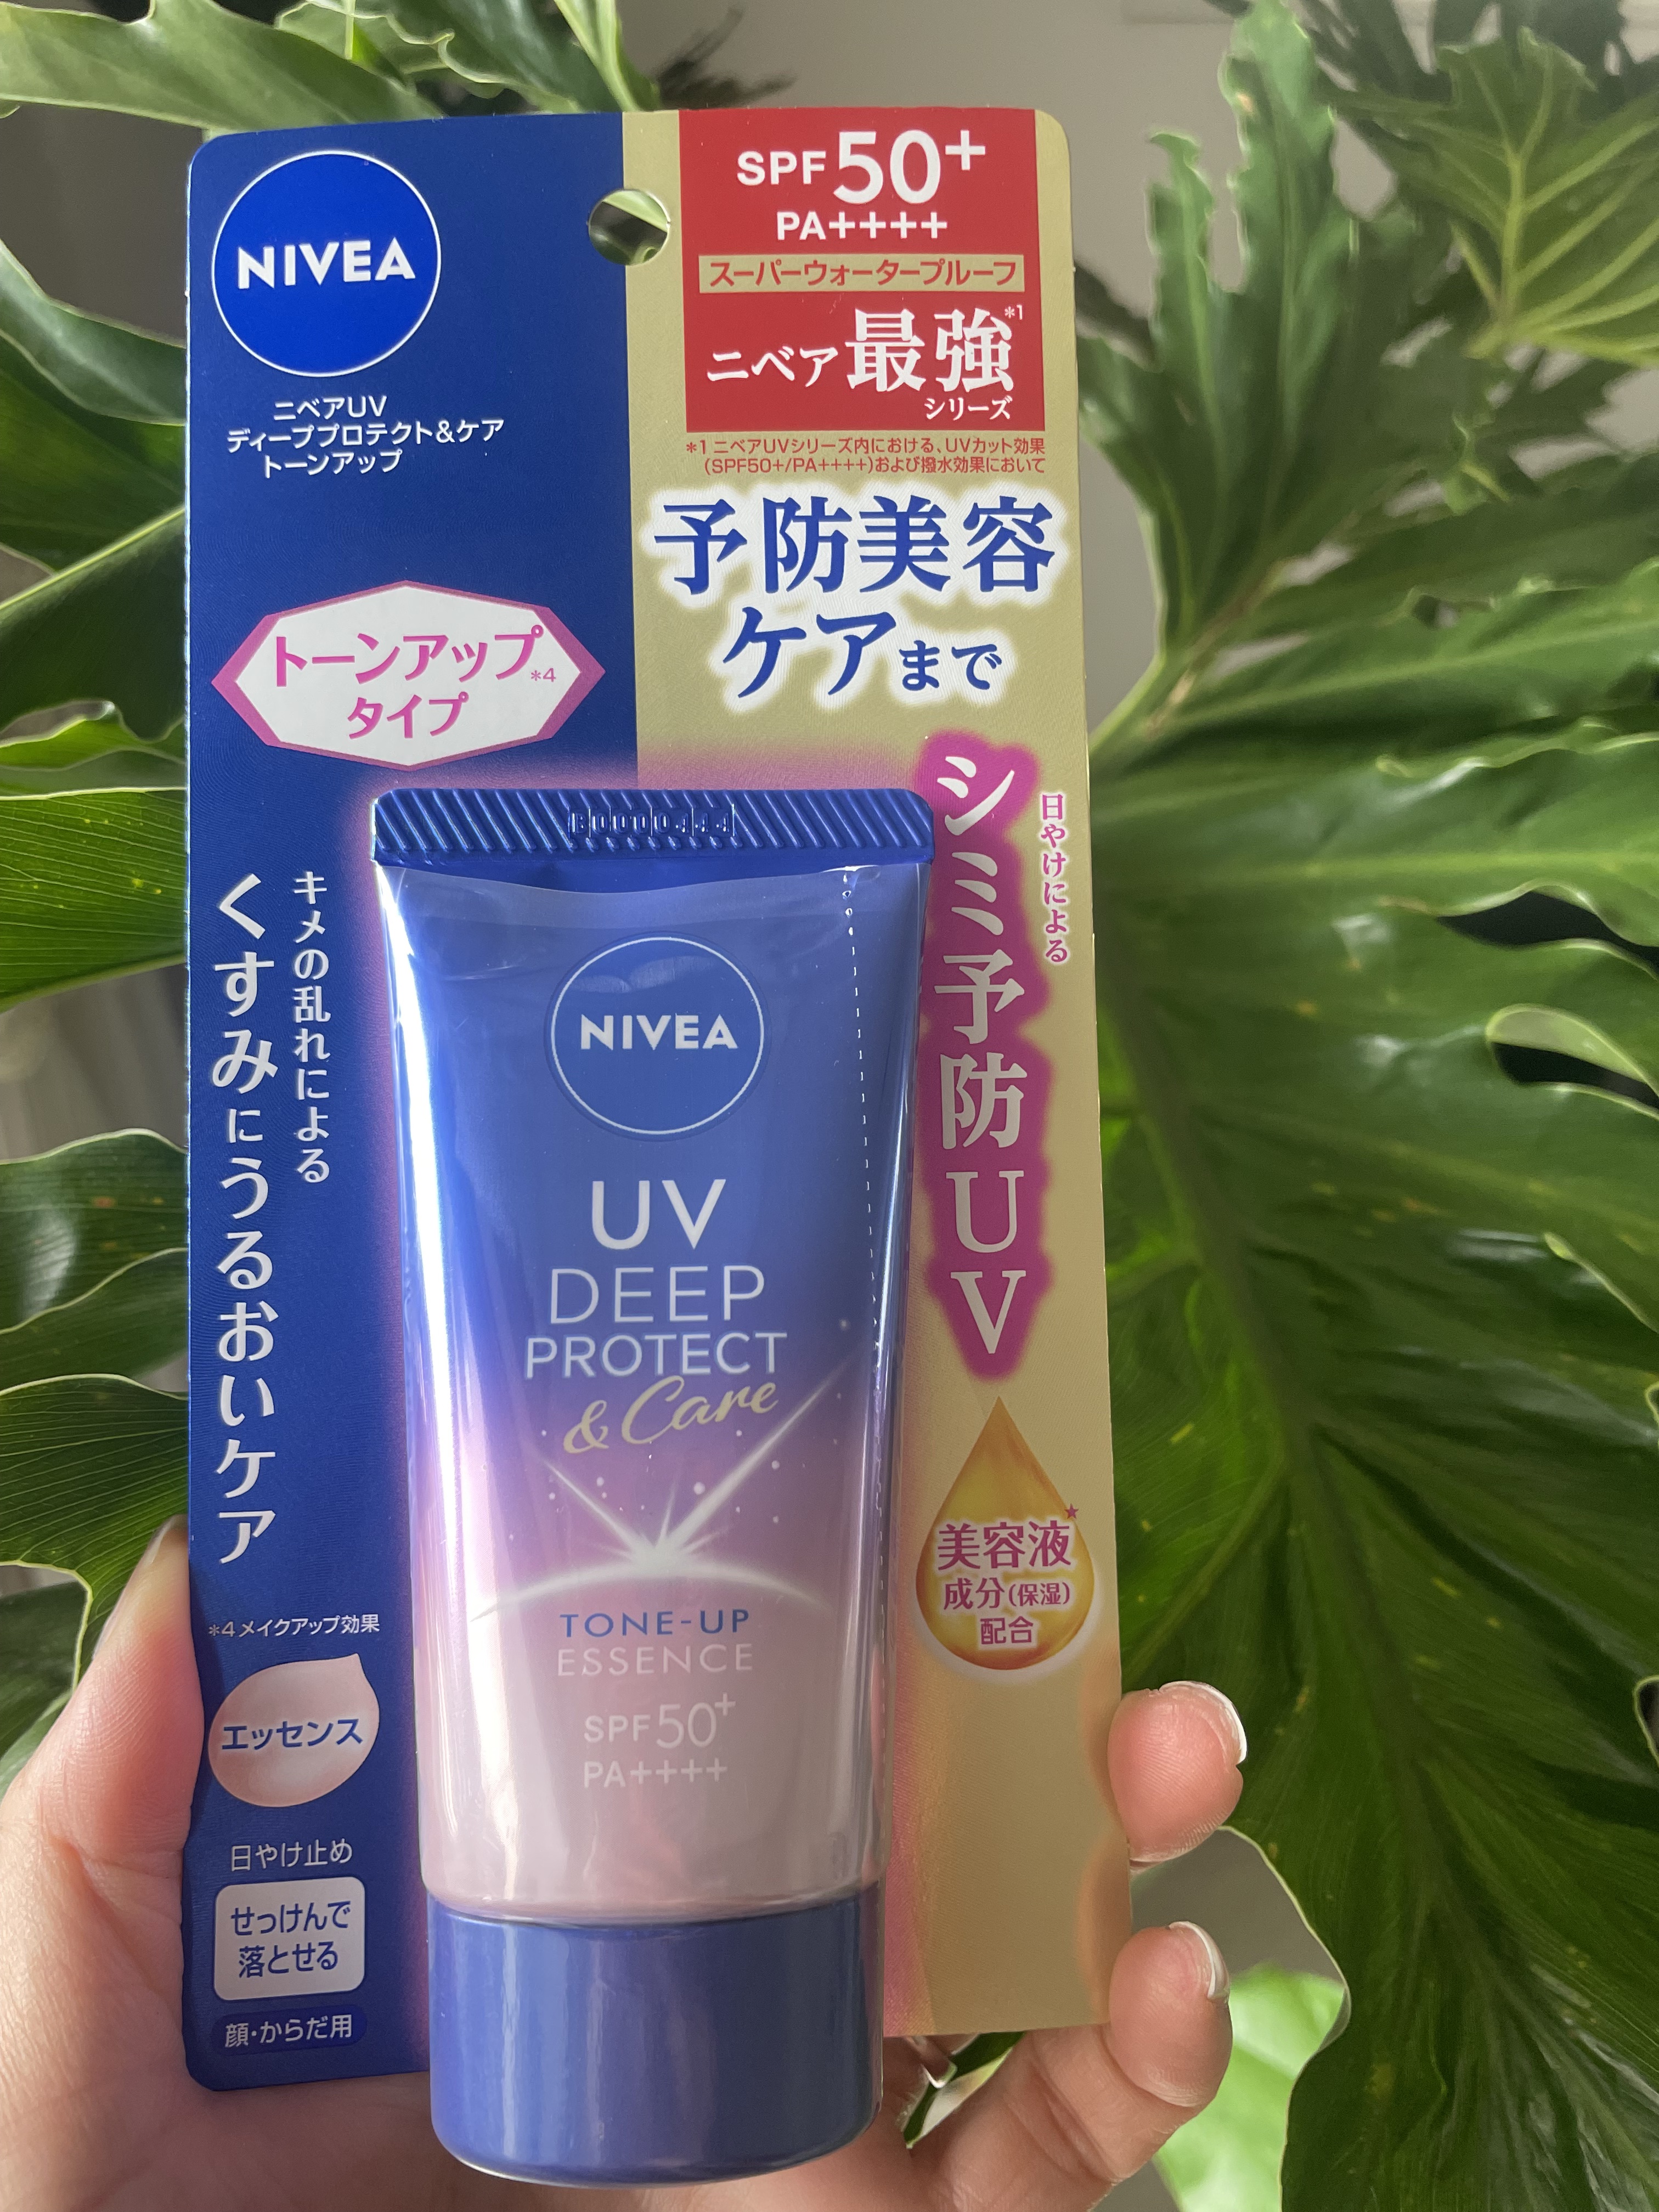 NIVEA
ニベアUV
ディーププロテクト&ケア
トーンアップ
SPF50+
PA++++
スーパーウォータープルーフ
ニベア最強*1
シリーズ
*1 ニベアUVシリーズ内における、UVカット効果
(SPF50+/PA++++)および撥水効果において
予防美容
ケアまで
トーンアップ*4
タイプ
日やけによる
シミ予防UV
キメの乱れによる
くすみにうるおいケア
NIVEA
UV
DEEP
PROTECT
& Care
TONE-UP
ESSENCE
SPF50+
PA++++
美容液★
成分(保湿)
配合
*4メイクアップ効果
エッセンス
日やけ止め
せっけんで
落とせる
顔・からだ用